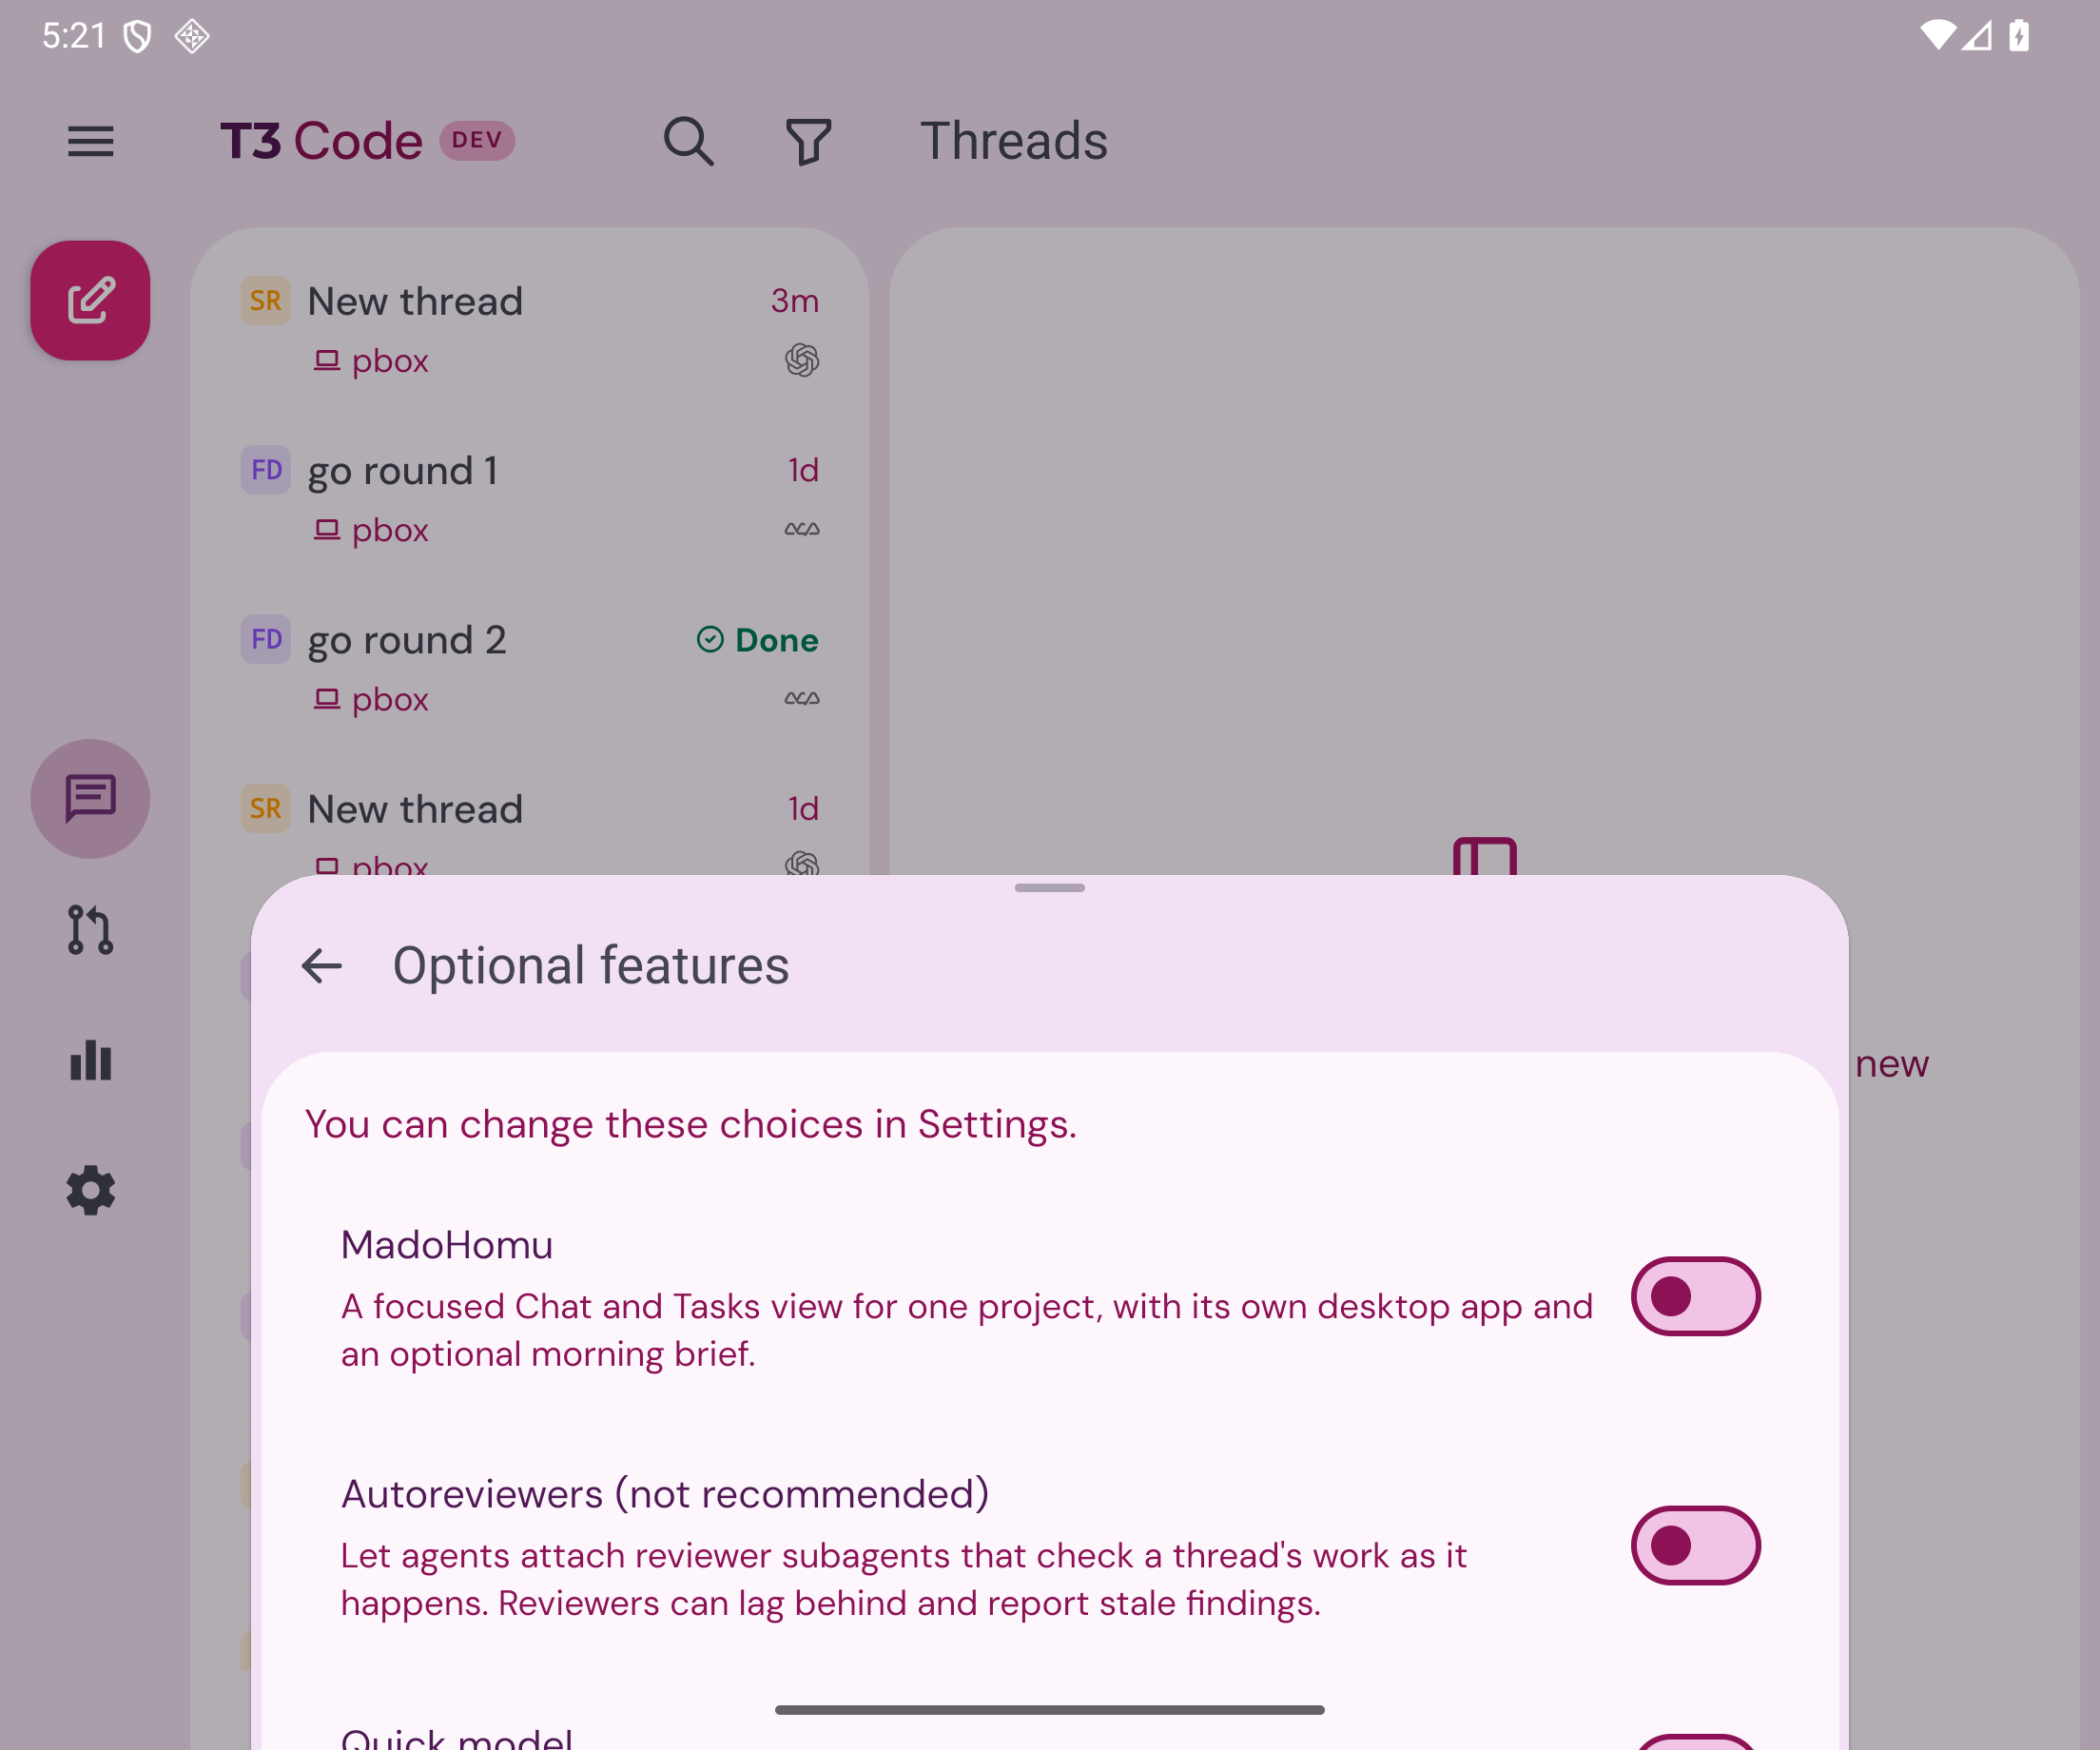 5:21
T3 Code DEV
Threads
SR New thread 3m
pbox
FD go round 1 1d
pbox
FD go round 2 Done
pbox
SR New thread 1d
pbox
Optional features
new
You can change these choices in Settings.
MadoHomu
A focused Chat and Tasks view for one project, with its own desktop app and
an optional morning brief.
Autoreviewers (not recommended)
Let agents attach reviewer subagents that check a thread's work as it
happens. Reviewers can lag behind and report stale findings.
Quick model